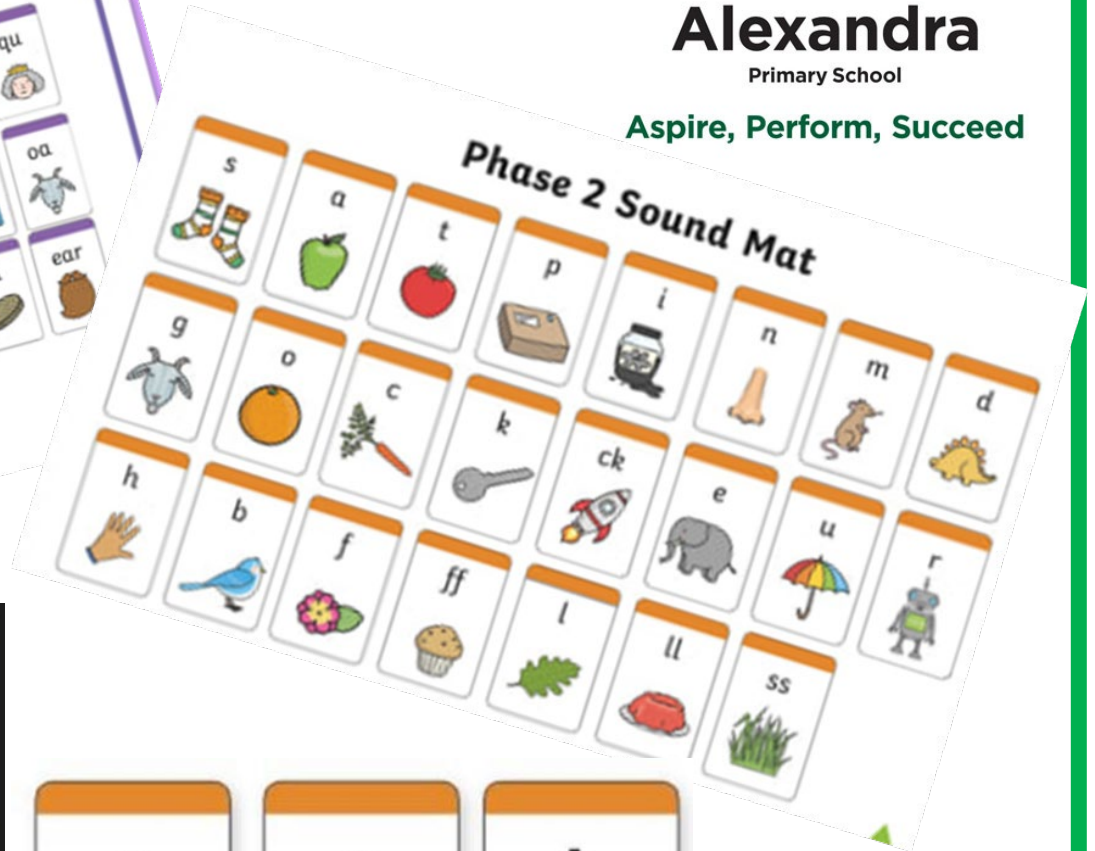 Alexandra
Primary School
Aspire, Perform, Succeed
qu
oa
ear
Phase 2 Sound Mat
s a t p i n m d
g o c k ck e u r
h b f ff l ll ss